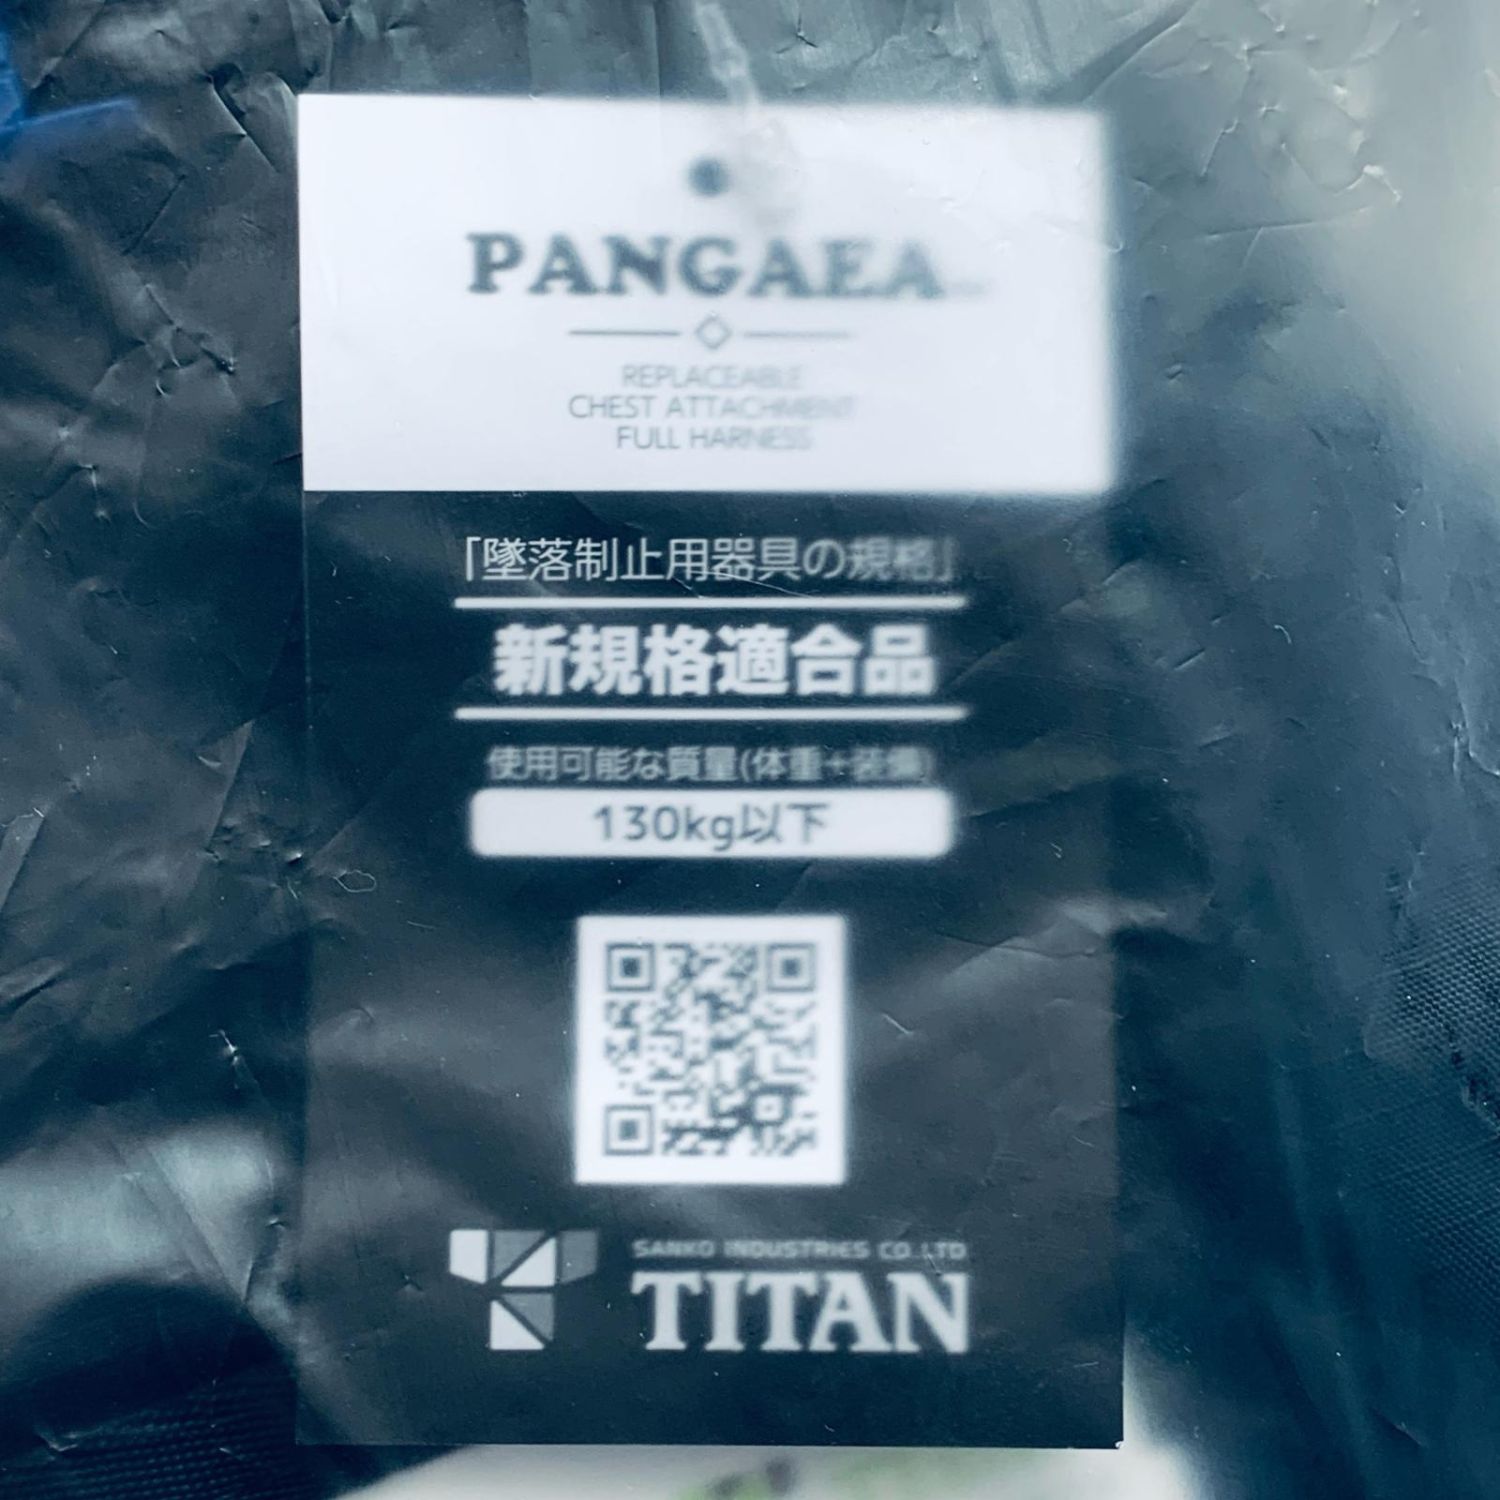 PANGAEA
REPLACEABLE
CHEST ATTACHMENT
FULL HARNESS
「墜落制止用器具の規格」
新規格適合品
使用可能な質量(体重+装備)
130kg以下
SANKO INDUSTRIES CO.LTD
TITAN